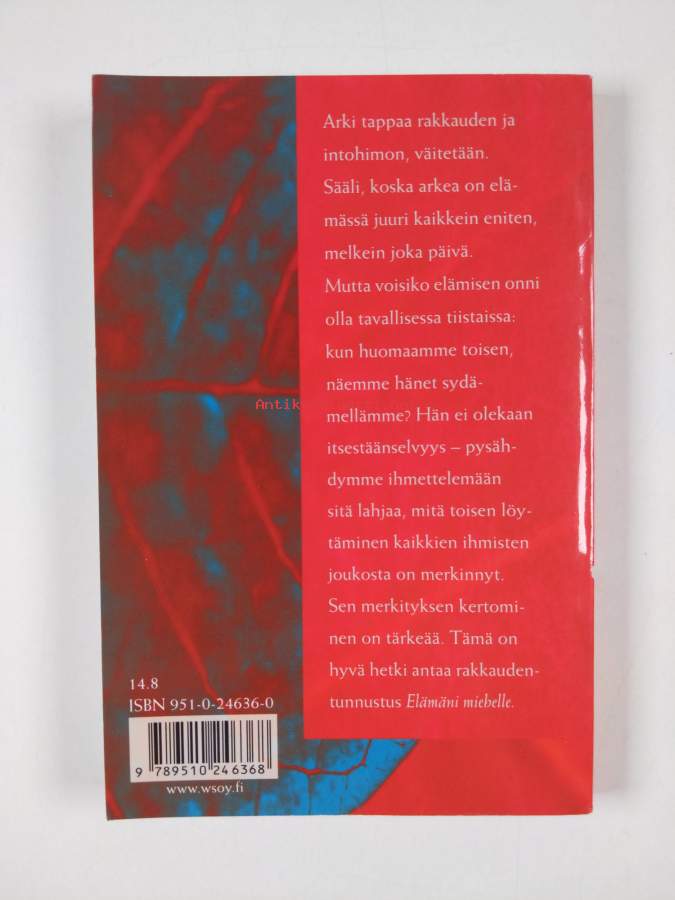 Arki tappaa rakkauden ja
intohimon, väitetään.
Sääli, koska arkea on elä-
mässä juuri kaikkein eniten,
melkein joka päivä.
Mutta voisiko elämisen onni
olla tavallisessa tiistaissa:
kun huomaamme toisen,
näemme hänet sydä-
mellämme? Hän ei olekaan
itsestäänselvyys – pysäh-
dymme ihmettelemään
sitä lahjaa, mitä toisen löy-
täminen kaikkien ihmisten
joukosta on merkinnyt.
Sen merkityksen kertomi-
nen on tärkeää. Tämä on
hyvä hetki antaa rakkauden-
tunnustus Elämäni miehelle.
Antik
14.8
ISBN 951-0-24636-0
9 789510 246368
www.wsoy.fi